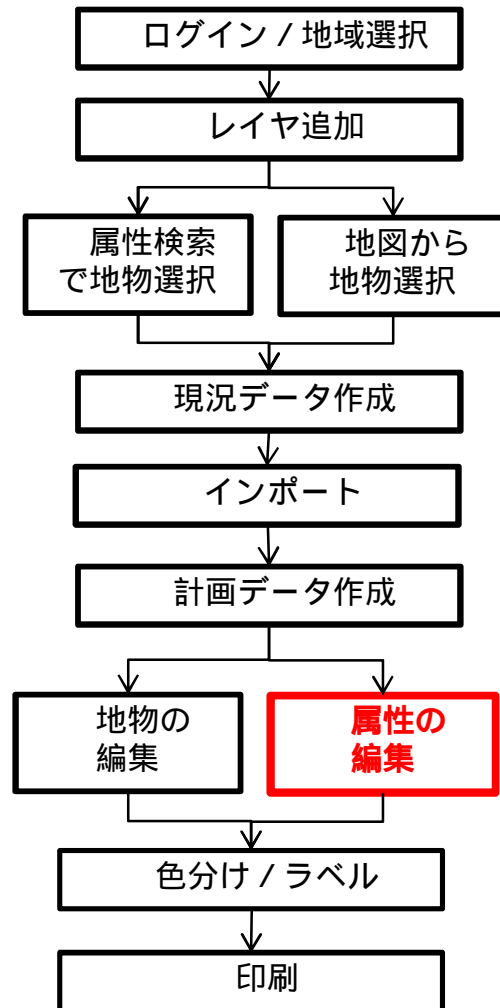 ログイン / 地域選択
レイヤ追加
属性検索
で地物選択
地図から
地物選択
現況データ作成
インポート
計画データ作成
地物の
編集
属性の
編集
色分け / ラベル
印刷